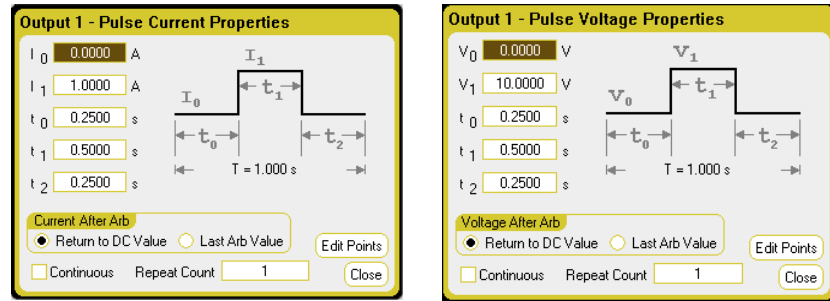 Output 1 - Pulse Current Properties
I 0 0.0000 A
I 1 1.0000 A
t 0 0.2500 s
t 1 0.5000 s
t 2 0.2500 s
I1
I0
t1
t0
t2
T = 1.000 s
Current After Arb
Return to DC Value Last Arb Value
Edit Points
Continuous Repeat Count 1
Close
Output 1 - Pulse Voltage Properties
V0 0.0000 V
V1 10.0000 V
t 0 0.2500 s
t 1 0.5000 s
t 2 0.2500 s
V1
V0
t1
t0
t2
T = 1.000 s
Voltage After Arb
Return to DC Value Last Arb Value
Edit Points
Continuous Repeat Count 1
Close